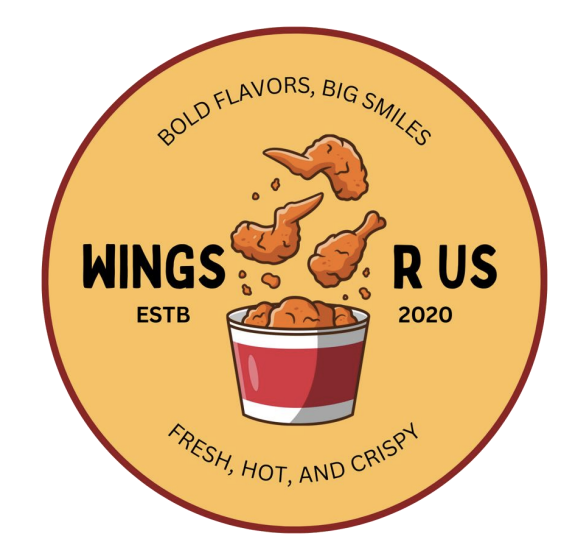 BOLD FLAVORS, BIG SMILES
WINGS R US
ESTB 2020
FRESH, HOT, AND CRISPY